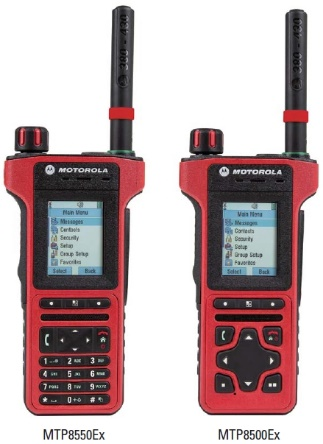 380 - 430
380 - 430
MOTOROLA
MOTOROLA
Main Menu
Messages
Contacts
Security
Setup
Group Setup
Favorites
Select Back
Main Menu
Messages
Contacts
Security
Setup
Group Setup
Favorites
Select Back
1
2 ABC
3 DEF
4 GHI
5 JKL
6 MNO
7 PQRS
8 TUV
9 WXYZ
*
0
#
MTP8550Ex
MTP8500Ex